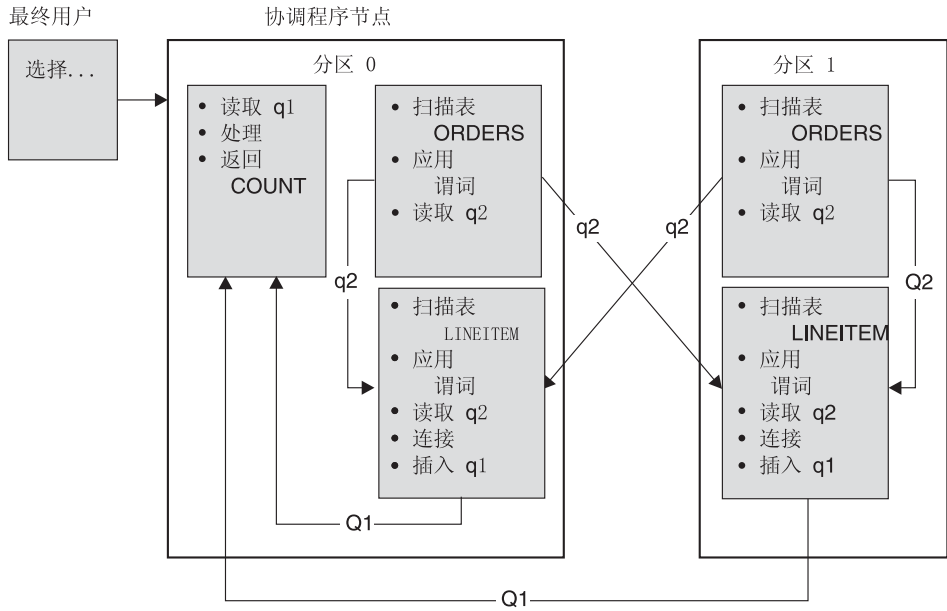 最终用户
协调程序节点
选择...
分区 0
• 读取 q1
• 处理
• 返回
COUNT
• 扫描表
ORDERS
• 应用
谓词
• 读取 q2
分区 1
• 扫描表
ORDERS
• 应用
谓词
• 读取 q2
q2
q2
q2
Q2
• 扫描表
LINEITEM
• 应用
谓词
• 读取 q2
• 连接
• 插入 q1
• 扫描表
LINEITEM
• 应用
谓词
• 读取 q2
• 连接
• 插入 q1
Q1
Q1